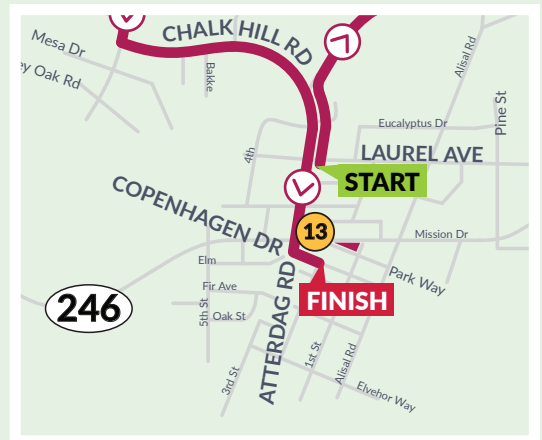 CHALK HILL RD
Mesa Dr
ey Oak Rd
Bakke
Alisal Rd
Pine St
Eucalyptus Dr
4th
LAUREL AVE
START
COPENHAGEN DR
13
Mission Dr
Elm
Park Way
Fir Ave
246
FINISH
5th St
Oak St
ATTERDAG RD
3rd St
1st St
Alisal Rd
Elvehor Way